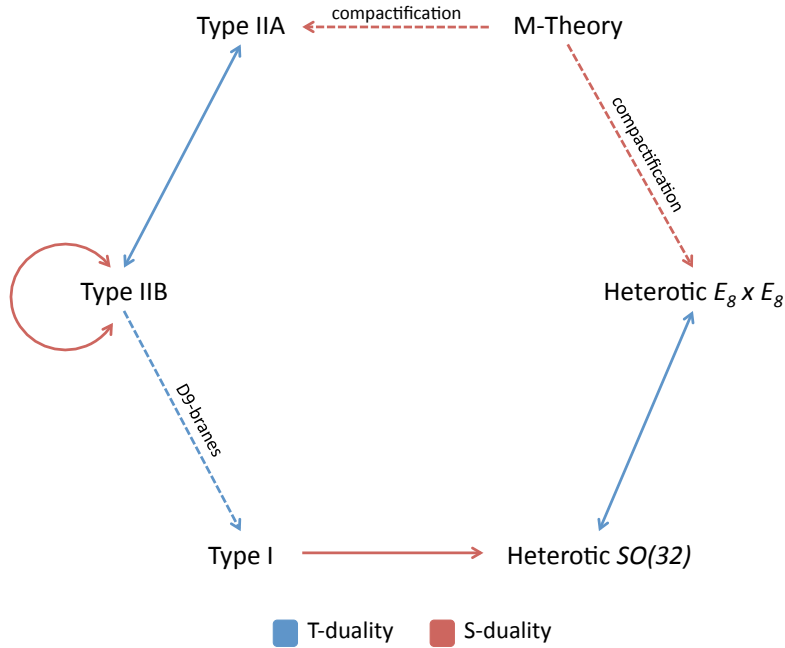 Type IIA
compactification
M-Theory
compactification
Type IIB
Heterotic E₈ x E₈
D9-branes
Type I
Heterotic SO(32)
T-duality
S-duality